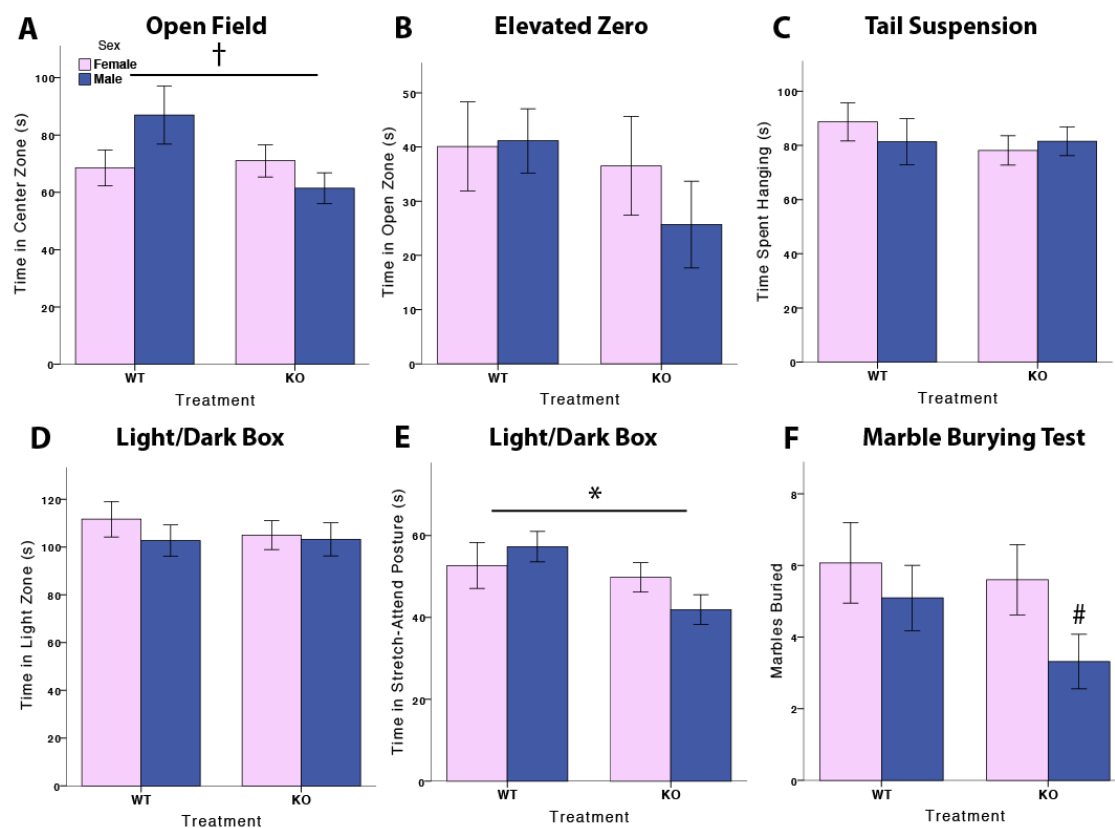 A Open Field
Sex
Female
Male
†
100
80
60
40
20
0
Time in Center Zone (s)
WT KO
Treatment
B Elevated Zero
50
40
30
20
10
0
Time in Open Zone (s)
WT KO
Treatment
C Tail Suspension
100
80
60
40
20
0
Time Spent Hanging (s)
WT KO
Treatment
D Light/Dark Box
120
100
80
60
40
20
0
Time in Light Zone (s)
WT KO
Treatment
E Light/Dark Box
*
60
40
20
0
Time in Stretch-Attend Posture (s)
WT KO
Treatment
F Marble Burying Test
8
6
4
2
0
#
Marbles Buried
WT KO
Treatment